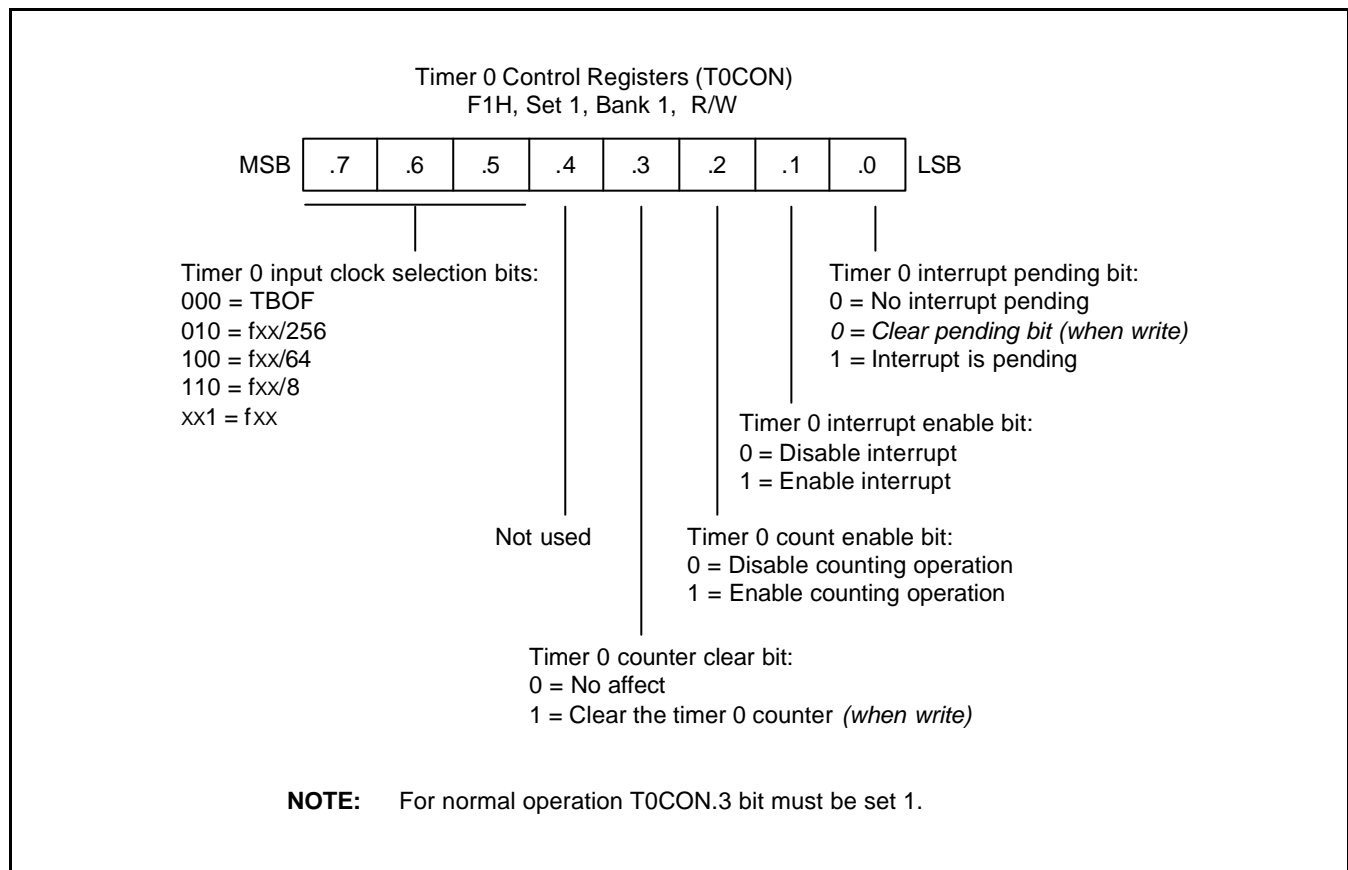 Timer 0 Control Registers (T0CON)
F1H, Set 1, Bank 1, R/W
MSB .7 .6 .5 .4 .3 .2 .1 .0 LSB
Timer 0 input clock selection bits:
000 = TBOF
010 = fxx/256
100 = fxx/64
110 = fxx/8
xx1 = fxx
Timer 0 interrupt pending bit:
0 = No interrupt pending
0 = Clear pending bit (when write)
1 = Interrupt is pending
Timer 0 interrupt enable bit:
0 = Disable interrupt
1 = Enable interrupt
Not used
Timer 0 count enable bit:
0 = Disable counting operation
1 = Enable counting operation
Timer 0 counter clear bit:
0 = No affect
1 = Clear the timer 0 counter (when write)
NOTE: For normal operation T0CON.3 bit must be set 1.